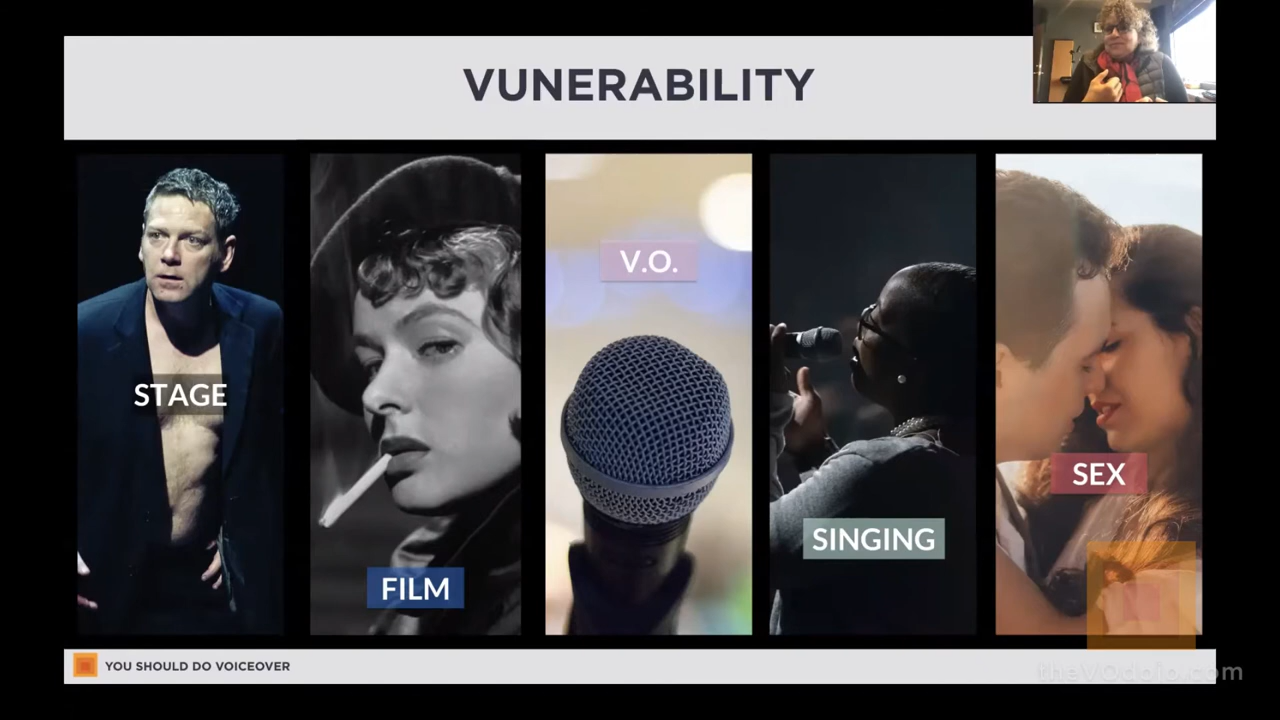 VUNERABILITY
STAGE
FILM
V.O.
SINGING
SEX
YOU SHOULD DO VOICEOVER
theVOdojo.com